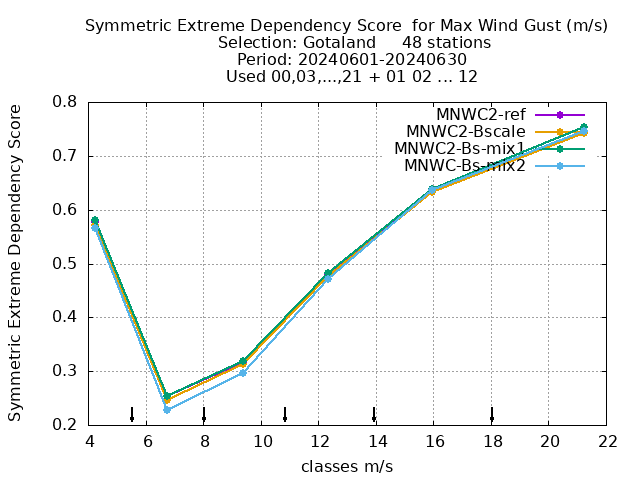 Symmetric Extreme Dependency Score  for Max Wind Gust (m/s)
Selection: Gotaland     48 stations
Period: 20240601-20240630
Used 00,03,...,21 + 01 02 ... 12
Symmetric Extreme Dependency Score
0.8
0.7
0.6
0.5
0.4
0.3
0.2
MNWC2-ref
MNWC2-Bscale
MNWC2-Bs-mix1
MNWC-Bs-mix2
4 6 8 10 12 14 16 18 20 22
classes m/s